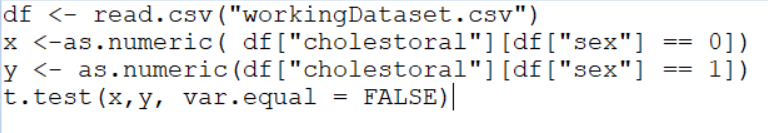 df <- read.csv("workingDataset.csv")
x <-as.numeric( df["cholestoral"][df["sex"] == 0])
y <- as.numeric(df["cholestoral"][df["sex"] == 1])
t.test(x,y, var.equal = FALSE)